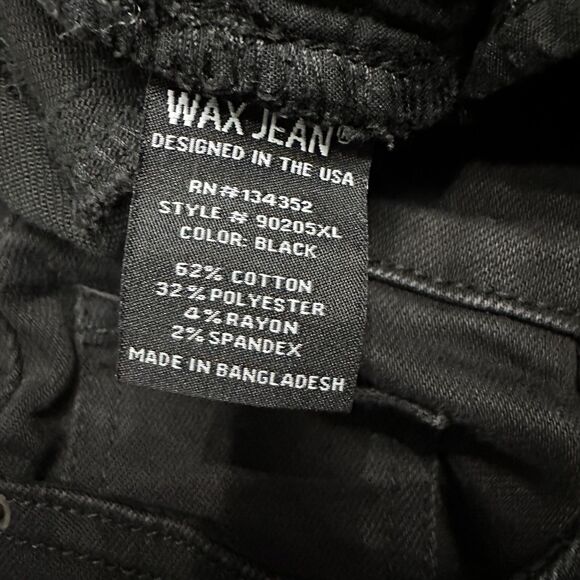 WAX JEAN®
DESIGNED IN THE USA
RN#134352
STYLE # 90205XL
COLOR: BLACK
62% COTTON
32% POLYESTER
4% RAYON
2% SPANDEX
MADE IN BANGLADESH